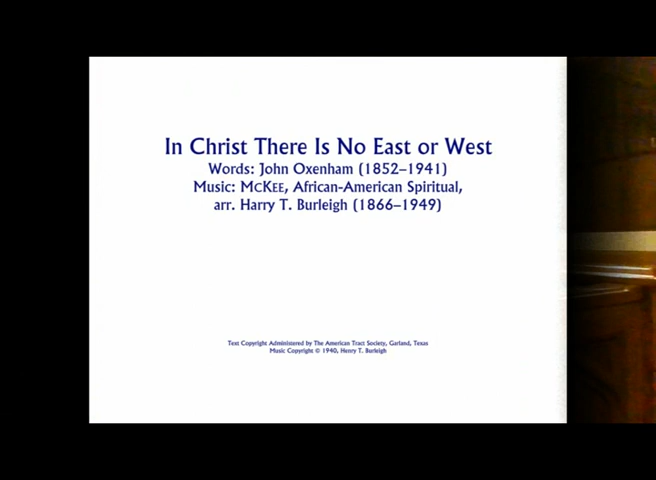 In Christ There Is No East or West
Words: John Oxenham (1852–1941)
Music: McKee, African-American Spiritual,
arr. Harry T. Burleigh (1866–1949)
Text Copyright Administered by The American Tract Society, Garland, Texas
Music Copyright © 1940, Henry T. Burleigh